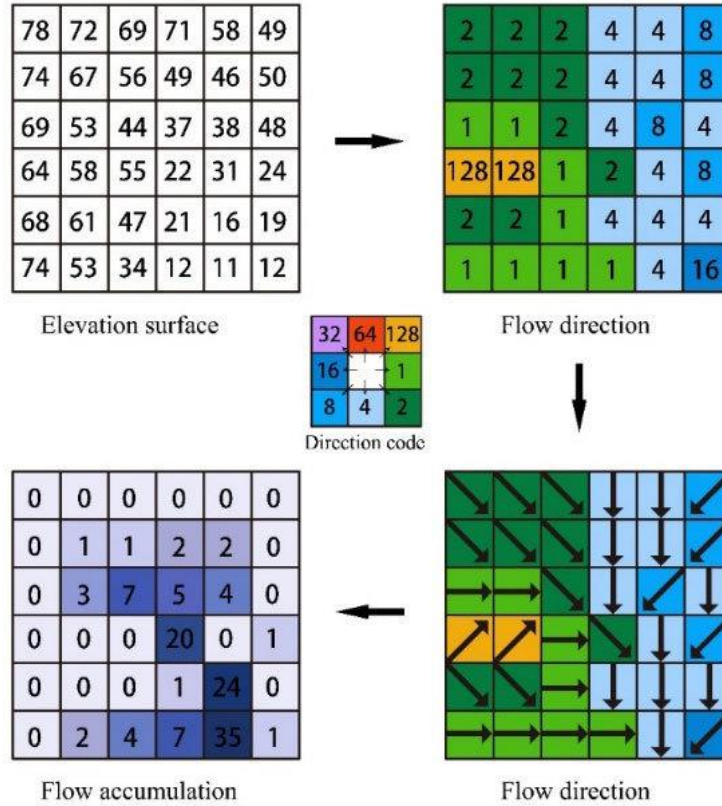 78 72 69 71 58 49
74 67 56 49 46 50
69 53 44 37 38 48
64 58 55 22 31 24
68 61 47 21 16 19
74 53 34 12 11 12
Elevation surface
2 2 2 4 4 8
2 2 2 4 4 8
1 1 2 4 8 4
128 128 1 2 4 8
2 2 1 4 4 4
1 1 1 1 4 16
Flow direction
32 64 128
16 1
8 4 2
Direction code
0 0 0 0 0 0
0 1 1 2 2 0
0 3 7 5 4 0
0 0 0 20 0 1
0 0 0 1 24 0
0 2 4 7 35 1
Flow accumulation
Flow direction